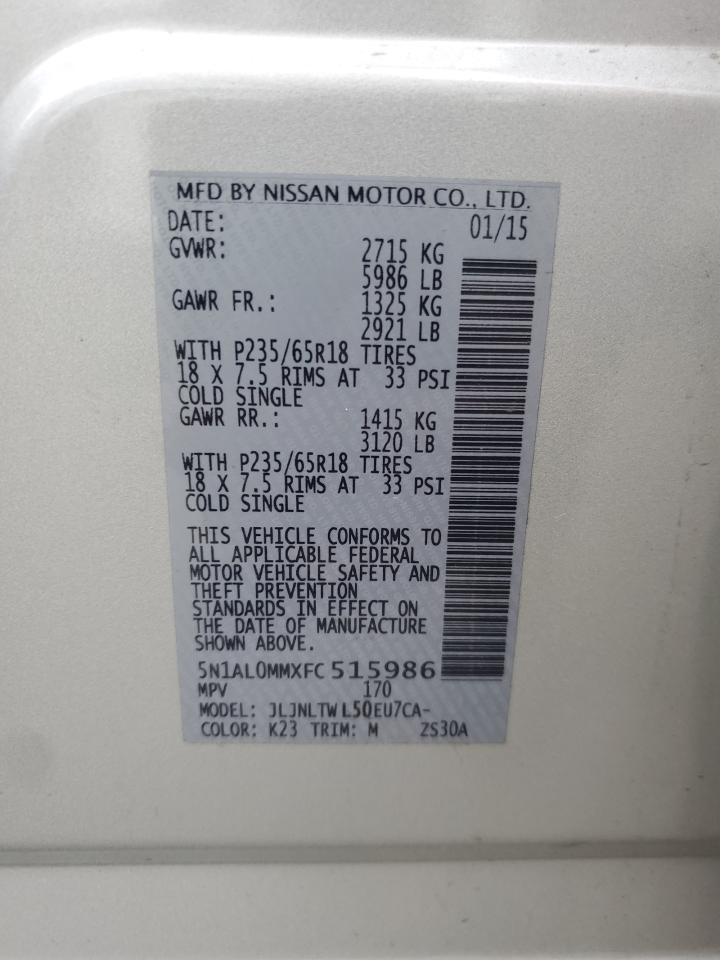 MFD BY NISSAN MOTOR CO., LTD.
DATE: 01/15
GVWR: 2715 KG
5986 LB
GAWR FR.: 1325 KG
2921 LB
WITH P235/65R18 TIRES
18 X 7.5 RIMS AT 33 PSI
COLD SINGLE
GAWR RR.: 1415 KG
3120 LB
WITH P235/65R18 TIRES
18 X 7.5 RIMS AT 33 PSI
COLD SINGLE
THIS VEHICLE CONFORMS TO
ALL APPLICABLE FEDERAL
MOTOR VEHICLE SAFETY AND
THEFT PREVENTION
STANDARDS IN EFFECT ON
THE DATE OF MANUFACTURE
SHOWN ABOVE.
5N1AL0MMXFC515986
MPV 170
MODEL: JLJNLTWL50EU7CA-
COLOR: K23 TRIM: M ZS30A